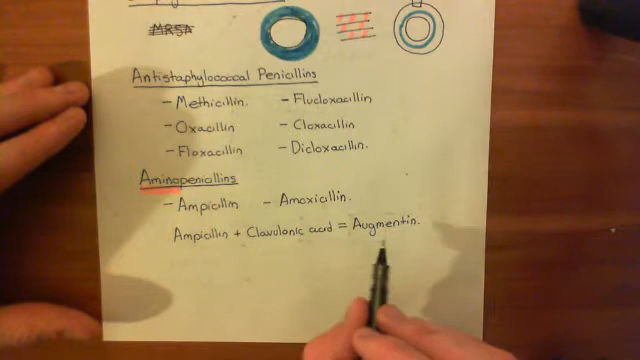 MRSA
Antistaphylococcal Penicillins
- Methicillin. - Flucloxacillin
- Oxacillin - Cloxacillin
- Floxacillin - Dicloxacillin.
Aminopenicillins
- Ampicillin - Amoxicillin.
Ampicillin + Clavulonic acid = Augmentin.